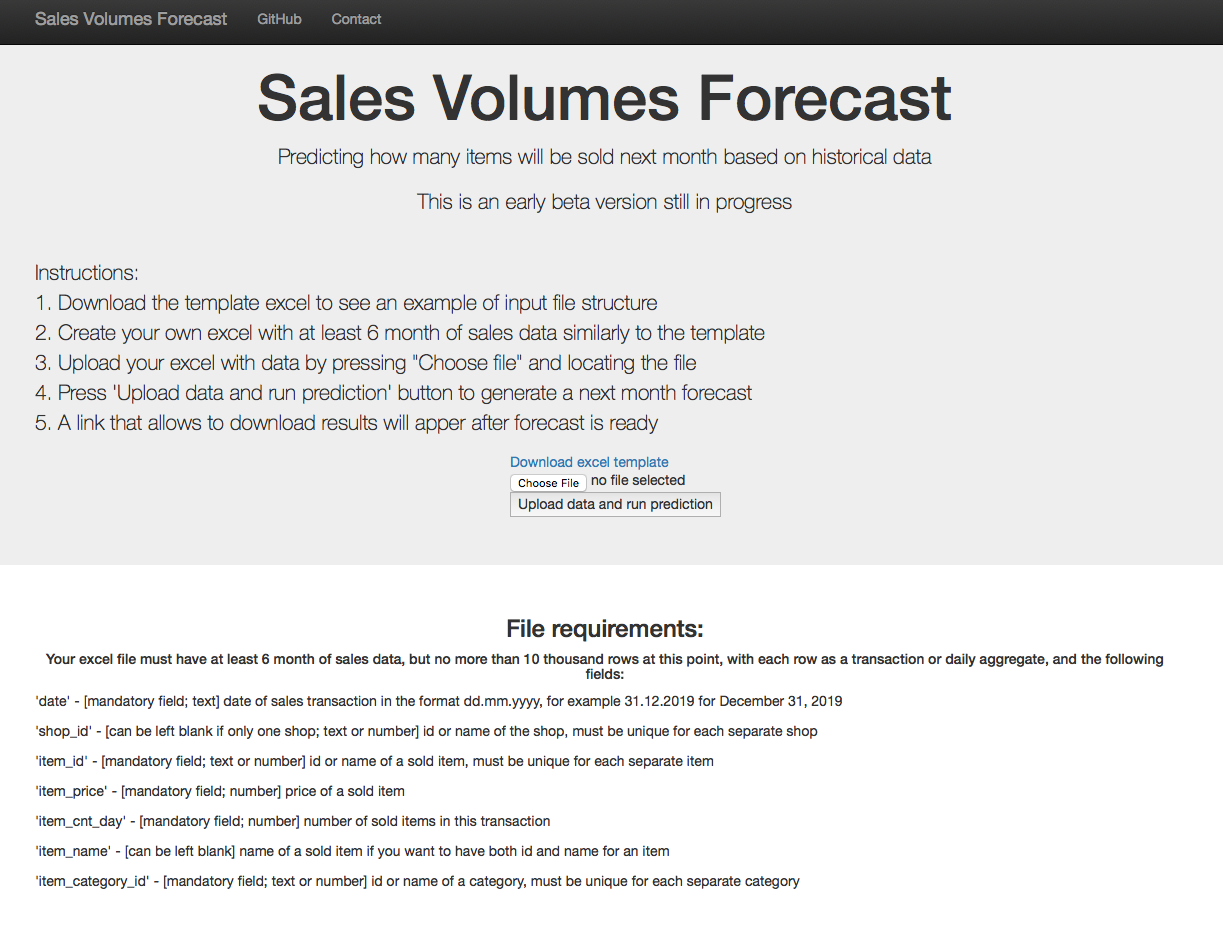 Sales Volumes Forecast GitHub Contact
Sales Volumes Forecast
Predicting how many items will be sold next month based on historical data
This is an early beta version still in progress
Instructions:
1. Download the template excel to see an example of input file structure
2. Create your own excel with at least 6 month of sales data similarly to the template
3. Upload your excel with data by pressing "Choose file" and locating the file
4. Press 'Upload data and run prediction' button to generate a next month forecast
5. A link that allows to download results will apper after forecast is ready
Download excel template
Choose File no file selected
Upload data and run prediction
File requirements:
Your excel file must have at least 6 month of sales data, but no more than 10 thousand rows at this point, with each row as a transaction or daily aggregate, and the following
fields:
'date' - [mandatory field; text] date of sales transaction in the format dd.mm.yyyy, for example 31.12.2019 for December 31, 2019
'shop_id' - [can be left blank if only one shop; text or number] id or name of the shop, must be unique for each separate shop
'item_id' - [mandatory field; text or number] id or name of a sold item, must be unique for each separate item
'item_price' - [mandatory field; number] price of a sold item
'item_cnt_day' - [mandatory field; number] number of sold items in this transaction
'item_name' - [can be left blank] name of a sold item if you want to have both id and name for an item
'item_category_id' - [mandatory field; text or number] id or name of a category, must be unique for each separate category